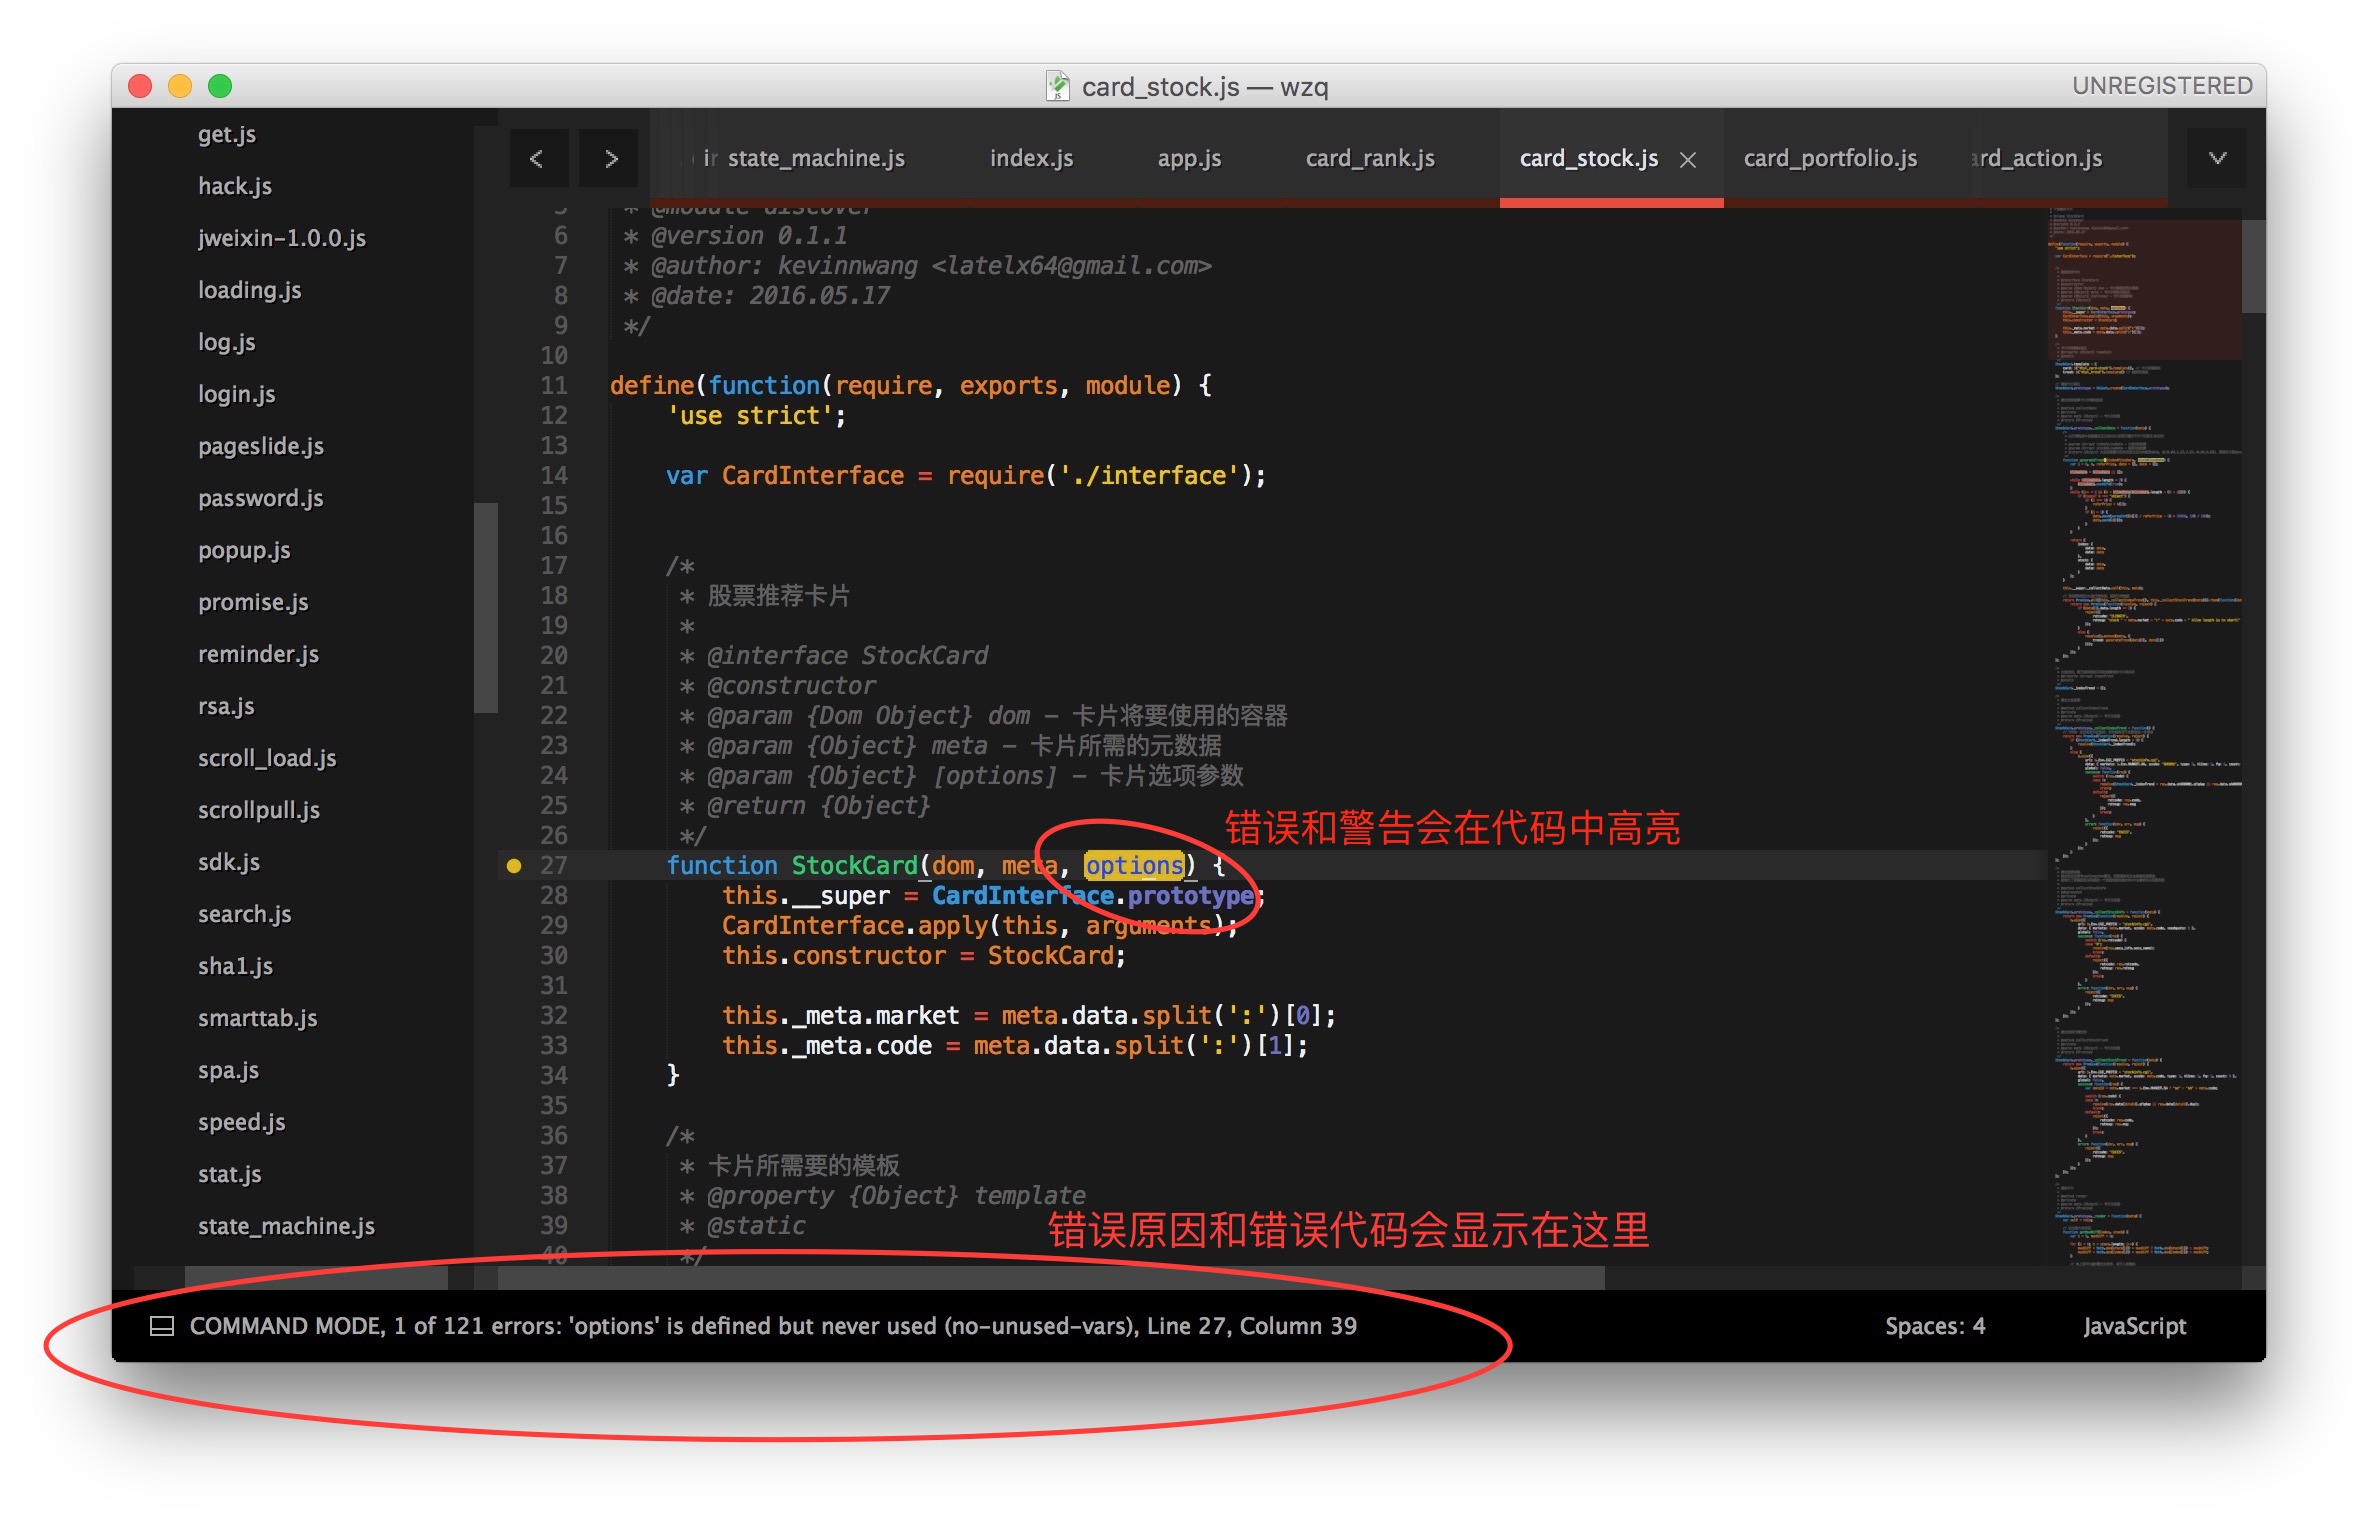 card_stock.js — wzq
UNREGISTERED
get.js
hack.js
jweixin-1.0.0.js
loading.js
log.js
login.js
pageslide.js
password.js
popup.js
promise.js
reminder.js
rsa.js
scroll_load.js
scrollpull.js
sdk.js
search.js
sha1.js
smarttab.js
spa.js
speed.js
stat.js
state_machine.js
state_machine.js
index.js
app.js
card_rank.js
card_stock.js
card_portfolio.js
ard_action.js
5 * @module discover
6 * @version 0.1.1
7 * @author: kevinnwang <latelx64@gmail.com>
8 * @date: 2016.05.17
9 */
10
11 define(function(require, exports, module) {
12 'use strict';
13
14 var CardInterface = require('./interface');
15
16
17 /*
18 * 股票推荐卡片
19 *
20 * @interface StockCard
21 * @constructor
22 * @param {Dom Object} dom - 卡片将要使用的容器
23 * @param {Object} meta - 卡片所需的元数据
24 * @param {Object} [options] - 卡片选项参数
25 * @return {Object}
错误和警告会在代码中高亮
26 */
27 function StockCard(dom, meta, options) {
28 this.__super = CardInterface.prototype;
29 CardInterface.apply(this, arguments);
30 this.constructor = StockCard;
31
32 this._meta.market = meta.data.split(':')[0];
33 this._meta.code = meta.data.split(':')[1];
34 }
35
36 /*
37 * 卡片所需要的模板
38 * @property {Object} template
39 * @static
错误原因和错误代码会显示在这里
40 */
COMMAND MODE, 1 of 121 errors: 'options' is defined but never used (no-unused-vars), Line 27, Column 39
Spaces: 4
JavaScript